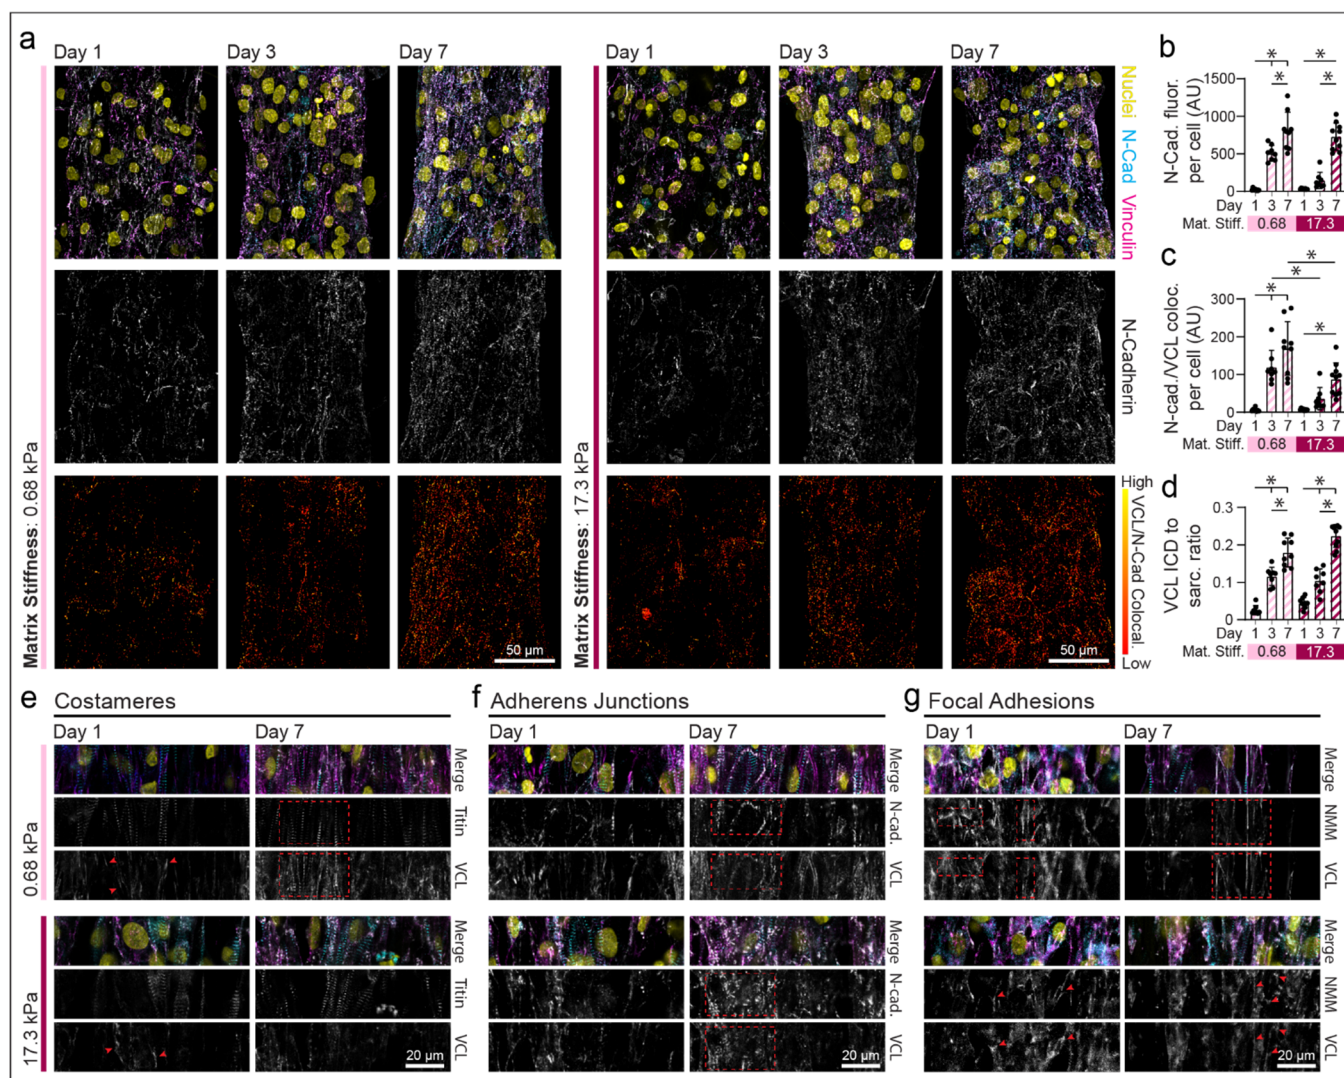 a
Day 1
Day 3
Day 7
Day 1
Day 3
Day 7
Nuclei N-Cad Vinculin
N-Cadherin
Matrix Stiffness: 0.68 kPa
Matrix Stiffness: 17.3 kPa
50 µm
50 µm
High
VCL/N-Cad Colocal.
Low
b
N-Cad. fluor.
per cell (AU)
* *
* *
1500
1000
500
0
Day 1 3 7 1 3 7
Mat. Stiff. 0.68 17.3
c
N-cad./VCL coloc.
per cell (AU)
*
*
*
*
300
200
100
0
Day 1 3 7 1 3 7
Mat. Stiff. 0.68 17.3
d
VCL ICD to
sarc. ratio
* *
* *
0.3
0.2
0.1
0
Day 1 3 7 1 3 7
Mat. Stiff. 0.68 17.3
e Costameres
Day 1
Day 7
0.68 kPa
Merge
Titin
VCL
17.3 kPa
Merge
Titin
VCL
20 µm
f Adherens Junctions
Day 1
Day 7
Merge
N-cad.
VCL
Merge
N-cad.
VCL
g Focal Adhesions
Day 1
Day 7
Merge
NMM
VCL
Merge
NMM
VCL
20 µm